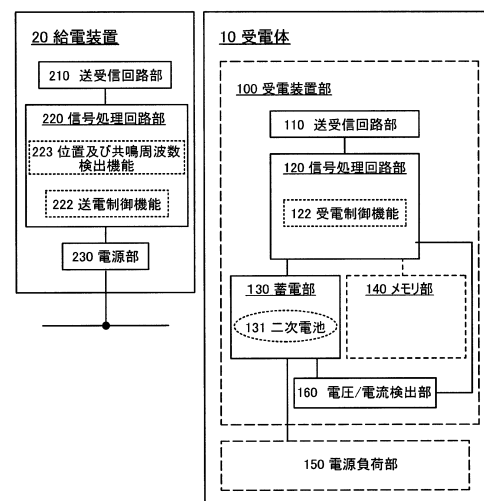 20 給電装置
210 送受信回路部
220 信号処理回路部
223 位置及び共鳴周波数
検出機能
222 送電制御機能
230 電源部
10 受電体
100 受電装置部
110 送受信回路部
120 信号処理回路部
122 受電制御機能
130 蓄電部
131 二次電池
140 メモリ部
160 電圧/電流検出部
150 電源負荷部